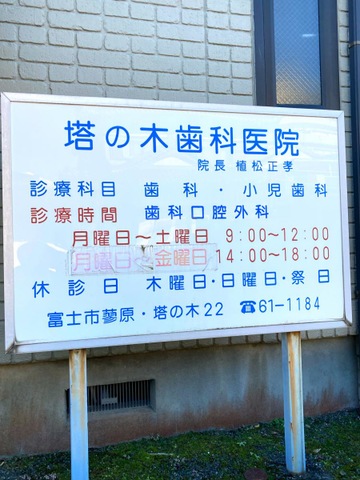 塔の木歯科医院
院長 植松正孝
診療科目 歯科・小児歯科
診療時間 歯科口腔外科
月曜日～土曜日 9:00～12:00
月曜日～金曜日 14:00～18:00
休診日 木曜日・日曜日・祭日
富士市蓼原・塔の木22 ☎61-1184